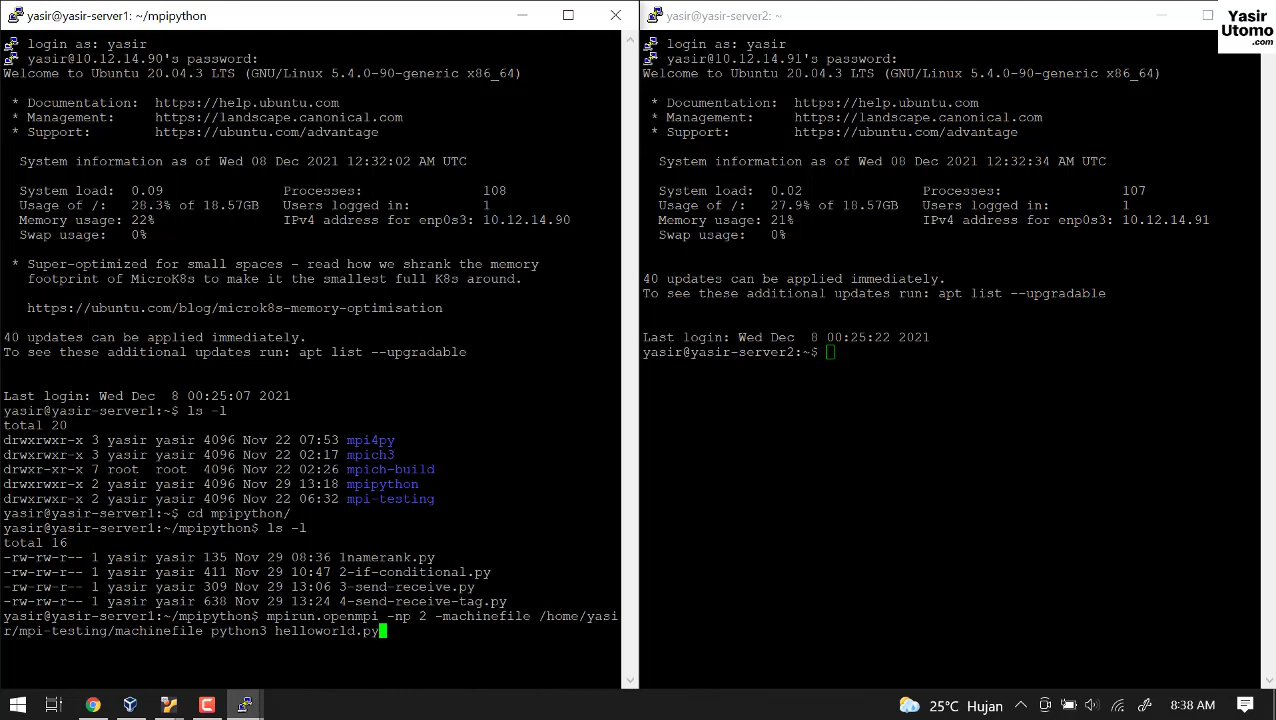 yasir@yasir-server1: ~/mpipython
login as: yasir
yasir@10.12.14.90's password:
Welcome to Ubuntu 20.04.3 LTS (GNU/Linux 5.4.0-90-generic x86_64)
* Documentation:  https://help.ubuntu.com
* Management:     https://landscape.canonical.com
* Support:        https://ubuntu.com/advantage
System information as of Wed 08 Dec 2021 12:32:02 AM UTC
System load:  0.09               Processes:               108
Usage of /:   28.3% of 18.57GB   Users logged in:         1
Memory usage: 22%                IPv4 address for enp0s3: 10.12.14.90
Swap usage:   0%
* Super-optimized for small spaces - read how we shrank the memory
footprint of MicroK8s to make it the smallest full K8s around.
https://ubuntu.com/blog/microk8s-memory-optimisation
40 updates can be applied immediately.
To see these additional updates run: apt list --upgradable
Last login: Wed Dec  8 00:25:07 2021
yasir@yasir-server1:~$ ls -l
total 20
drwxrwxr-x 3 yasir yasir 4096 Nov 22 07:53 mpi4py
drwxrwxr-x 3 yasir yasir 4096 Nov 22 02:17 mpich3
drwxr-xr-x 7 root  root  4096 Nov 22 02:26 mpich-build
drwxrwxr-x 2 yasir yasir 4096 Nov 29 13:18 mpipython
drwxrwxr-x 2 yasir yasir 4096 Nov 22 06:32 mpi-testing
yasir@yasir-server1:~$ cd mpipython/
yasir@yasir-server1:~/mpipython$ ls -l
total 16
-rw-rw-r-- 1 yasir yasir 135 Nov 29 08:36 1namerank.py
-rw-rw-r-- 1 yasir yasir 411 Nov 29 10:47 2-if-conditional.py
-rw-rw-r-- 1 yasir yasir 309 Nov 29 13:06 3-send-receive.py
-rw-rw-r-- 1 yasir yasir 638 Nov 29 13:24 4-send-receive-tag.py
yasir@yasir-server1:~/mpipython$ mpirun.openmpi -np 2 -machinefile /home/yasi
r/mpi-testing/machinefile python3 helloworld.py
yasir@yasir-server2: ~
login as: yasir
yasir@10.12.14.91's password:
Welcome to Ubuntu 20.04.3 LTS (GNU/Linux 5.4.0-90-generic x86_64)
* Documentation:  https://help.ubuntu.com
* Management:     https://landscape.canonical.com
* Support:        https://ubuntu.com/advantage
System information as of Wed 08 Dec 2021 12:32:34 AM UTC
System load:  0.02               Processes:               107
Usage of /:   27.9% of 18.57GB   Users logged in:         1
Memory usage: 21%                IPv4 address for enp0s3: 10.12.14.91
Swap usage:   0%
40 updates can be applied immediately.
To see these additional updates run: apt list --upgradable
Last login: Wed Dec  8 00:25:22 2021
yasir@yasir-server2:~$
Yasir
Utomo
.com
25°C Hujan
8:38 AM